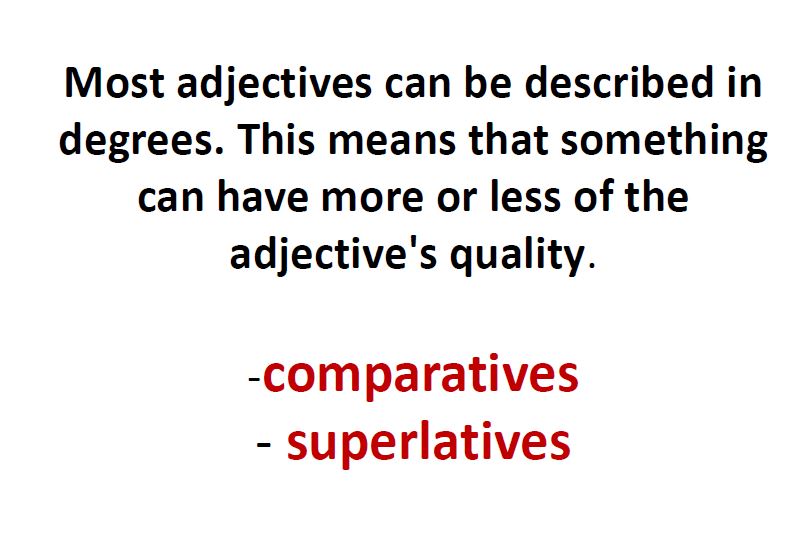 Most adjectives can be described in
degrees. This means that something
can have more or less of the
adjective's quality.
-comparatives
- superlatives